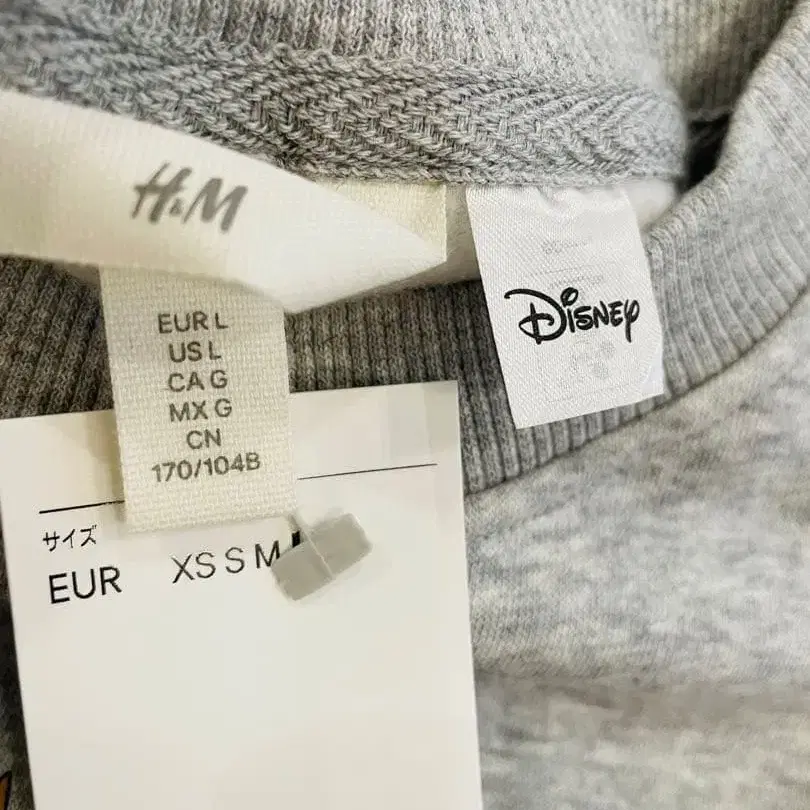 H&M
DISNEY
EUR L
US L
CA G
MX G
CN
170/104B
サイズ
EUR XS S M